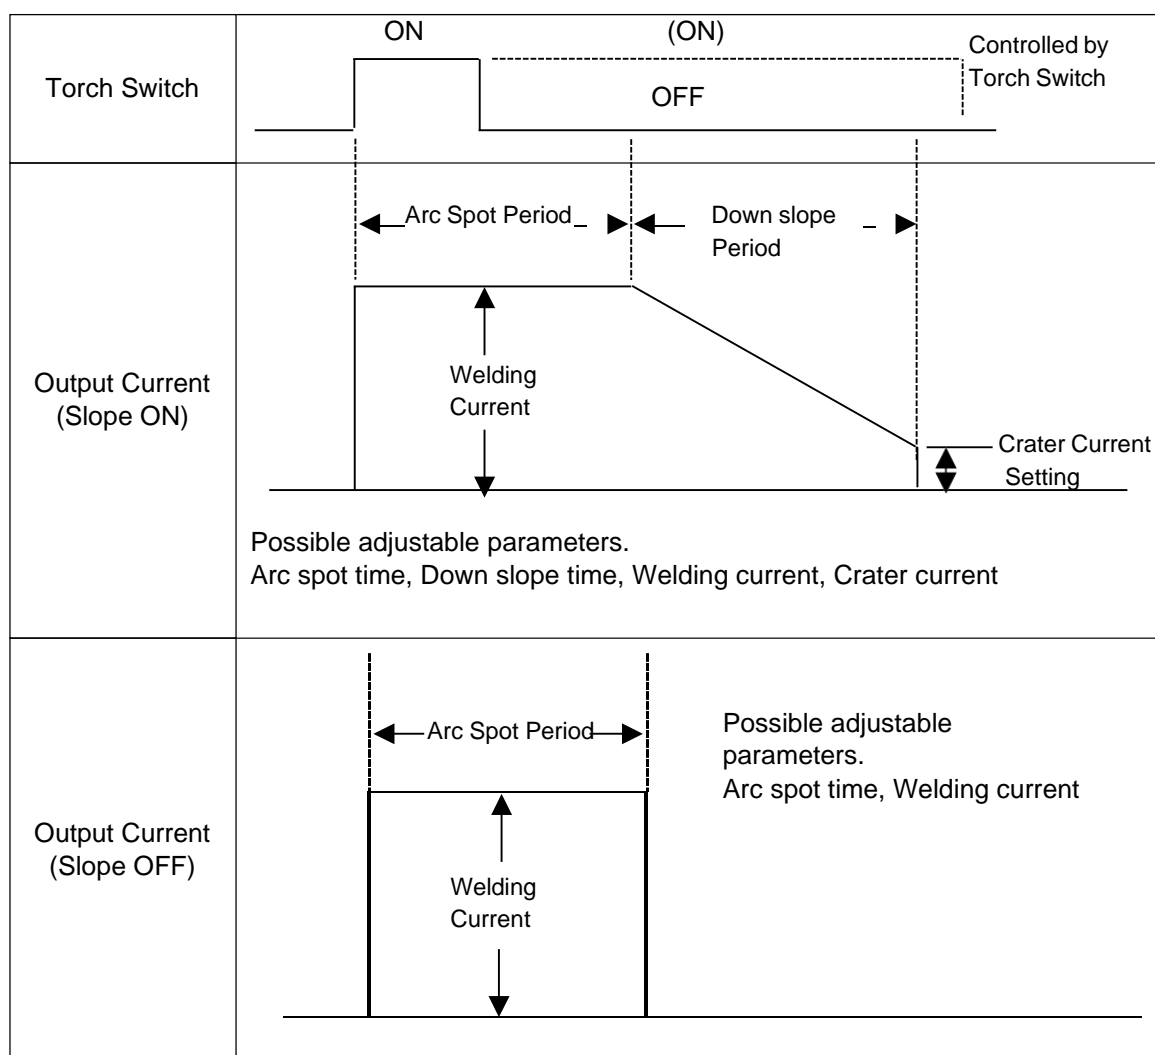 Torch Switch
ON
(ON)
OFF
Controlled by
Torch Switch
Output Current
(Slope ON)
Arc Spot Period
Down slope
Period
Welding
Current
Crater Current
Setting
Possible adjustable parameters.
Arc spot time, Down slope time, Welding current, Crater current
Output Current
(Slope OFF)
Arc Spot Period
Welding
Current
Possible adjustable
parameters.
Arc spot time, Welding current